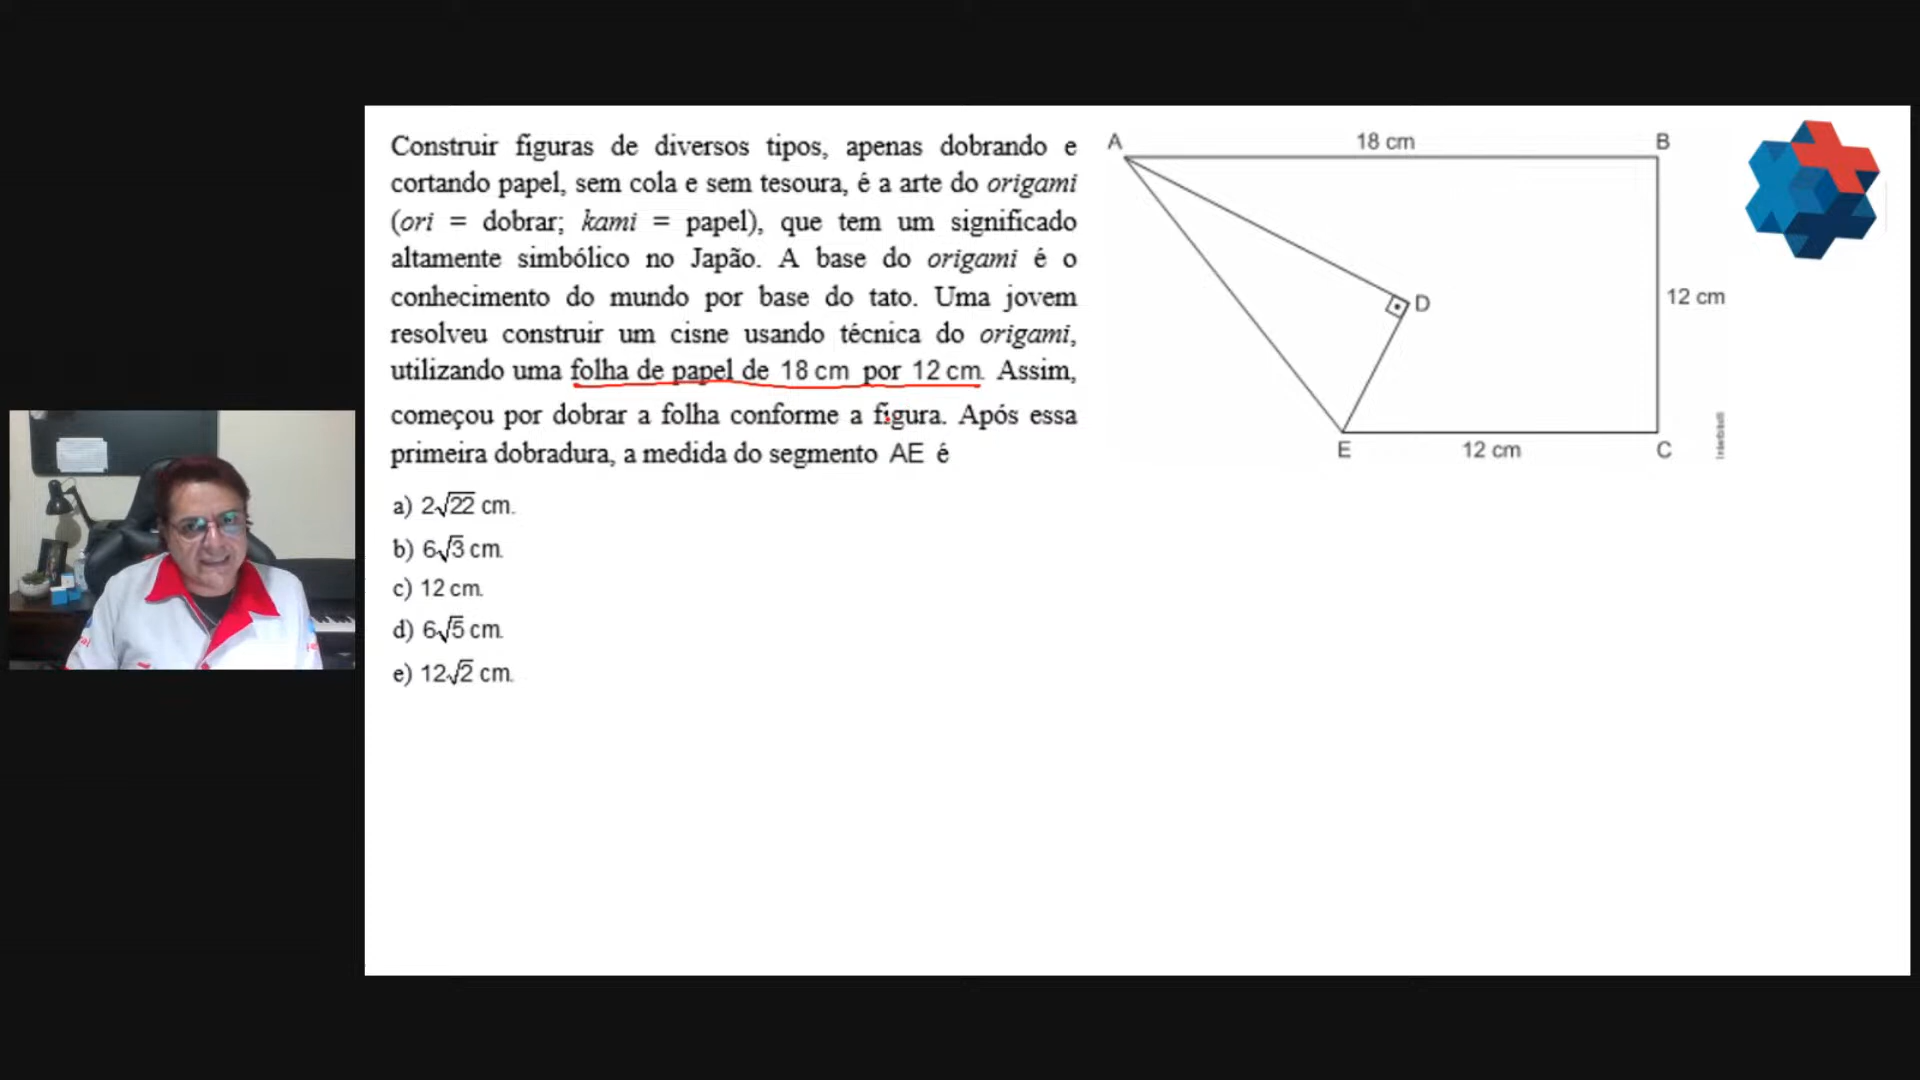 Construir figuras de diversos tipos, apenas dobrando e
cortando papel, sem cola e sem tesoura, é a arte do origami
(ori = dobrar; kami = papel), que tem um significado
altamente simbólico no Japão. A base do origami é o
conhecimento do mundo por base do tato. Uma jovem
resolveu construir um cisne usando técnica do origami,
utilizando uma folha de papel de 18 cm por 12 cm. Assim,
começou por dobrar a folha conforme a figura. Após essa
primeira dobradura, a medida do segmento AE é
a) 2√22 cm.
b) 6√3 cm.
c) 12 cm.
d) 6√5 cm.
e) 12√2 cm.
A
18 cm
B
D
12 cm
E
12 cm
C